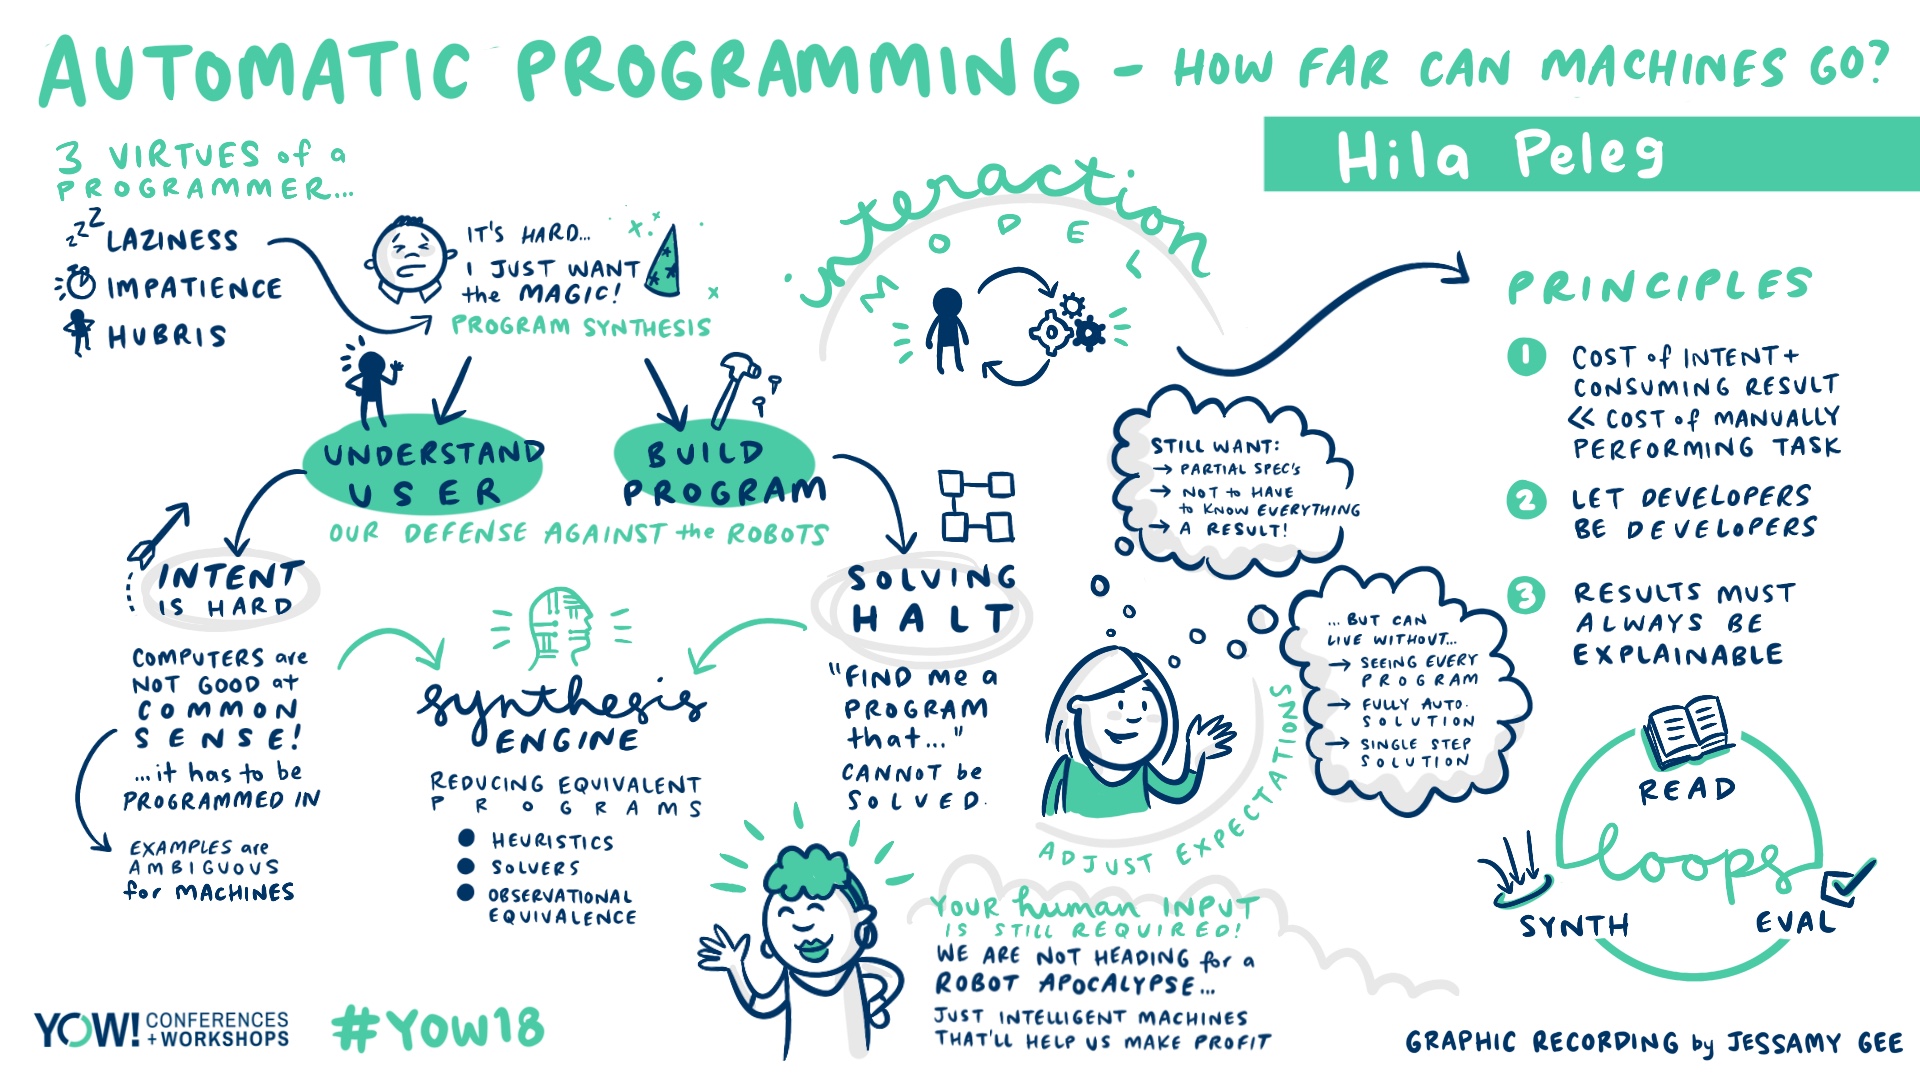 AUTOMATIC PROGRAMMING - HOW FAR CAN MACHINES GO?
Hila Peleg
3 VIRTUES of a
PROGRAMMER...
ZZZ
LAZINESS
IMPATIENCE
HUBRIS
IT'S HARD...
I JUST WANT
the MAGIC!
PROGRAM SYNTHESIS
UNDERSTAND
USER
BUILD
PROGRAM
OUR DEFENSE AGAINST the ROBOTS
INTENT
IS HARD
COMPUTERS are
NOT GOOD at
COMMON
SENSE!
...it has to be
PROGRAMMED IN
EXAMPLES are
AMBIGUOUS
for MACHINES
synthesis
ENGINE
REDUCING EQUIVALENT
PROGRAMS
HEURISTICS
SOLVERS
OBSERVATIONAL
EQUIVALENCE
SOLVING
HALT
"FIND me a
PROGRAM
that..."
CANNOT be
SOLVED.
interaction
MODEL
STILL WANT:
→ PARTIAL SPEC's
→ NOT to HAVE
to KNOW EVERYTHING
→ A RESULT!
...BUT CAN
LIVE WITHOUT...
→ SEEING EVERY
PROGRAM
→ FULLY AUTO.
SOLUTION
→ SINGLE STEP
SOLUTION
ADJUST EXPECTATIONS
YOUR human INPUT
IS STILL REQUIRED!
WE ARE NOT HEADING for a
ROBOT APOCALYPSE...
JUST INTELLIGENT MACHINES
THAT'LL HELP US MAKE PROFIT
PRINCIPLES
1 COST of INTENT +
CONSUMING RESULT
≪ COST of MANUALLY
PERFORMING TASK
2 LET DEVELOPERS
BE DEVELOPERS
3 RESULTS MUST
ALWAYS BE
EXPLAINABLE
READ
loops
SYNTH
EVAL
YOW! CONFERENCES
+WORKSHOPS
#YOW18
GRAPHIC RECORDING by JESSAMY GEE